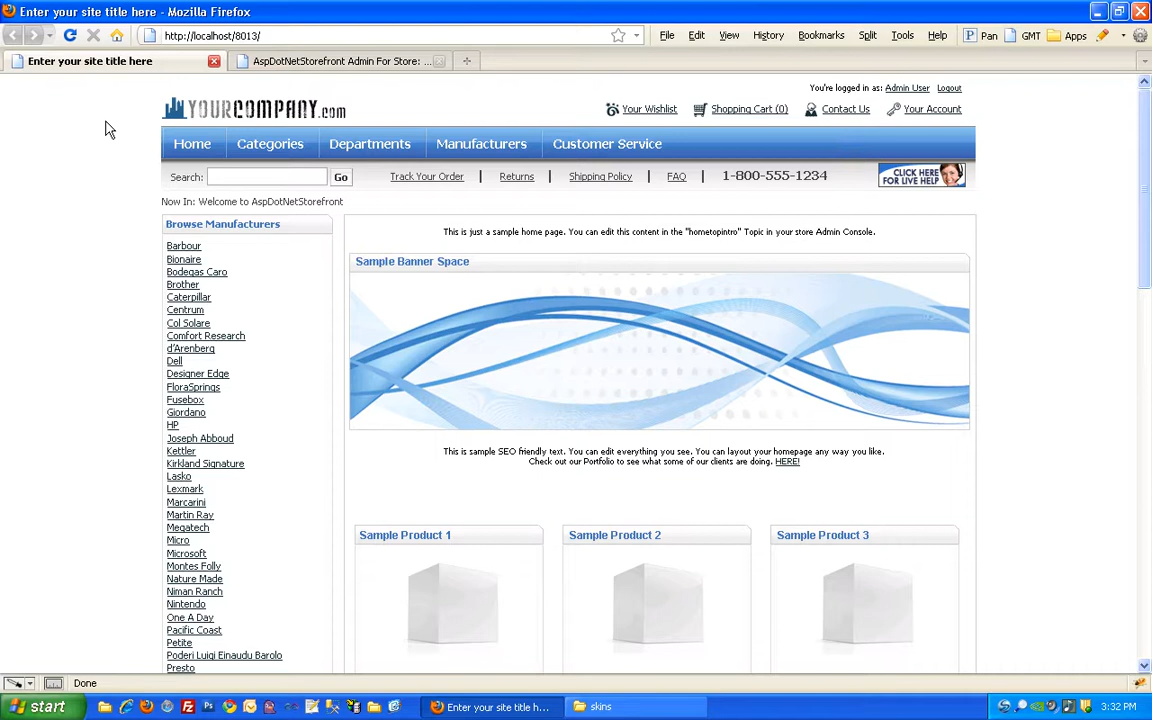 Enter your site title here - Mozilla Firefox
http://localhost/8013/
File Edit View History Bookmarks Split Tools Help Pan GMT Apps
Enter your site title here
AspDotNetStorefront Admin For Store: ...
You're logged in as: Admin User Logout
YOURCOMPANY.com
Your Wishlist Shopping Cart (0) Contact Us Your Account
Home Categories Departments Manufacturers Customer Service
Search: Go Track Your Order | Returns | Shipping Policy | FAQ | 1-800-555-1234
CLICK HERE
FOR LIVE HELP
Now In: Welcome to AspDotNetStorefront
Browse Manufacturers
Barbour
Bionaire
Bodegas Caro
Brother
Caterpillar
Centrum
Col Solare
Comfort Research
d'Arenberg
Dell
Designer Edge
FloraSprings
Fusebox
Giordano
HP
Joseph Abboud
Kettler
Kirkland Signature
Lasko
Lexmark
Marcarini
Martin Ray
Megatech
Micro
Microsoft
Montes Folly
Nature Made
Niman Ranch
Nintendo
One A Day
Pacific Coast
Petite
Poderi Luigi Einaudu Barolo
Presto
This is just a sample home page. You can edit this content in the "hometopintro" Topic in your store Admin Console.
Sample Banner Space
This is sample SEO friendly text. You can edit everything you see. You can layout your homepage any way you like.
Check out our Portfolio to see what some of our clients are doing. HERE!
Sample Product 1
Sample Product 2
Sample Product 3
Done
start
Enter your site title h...
skins
3:32 PM